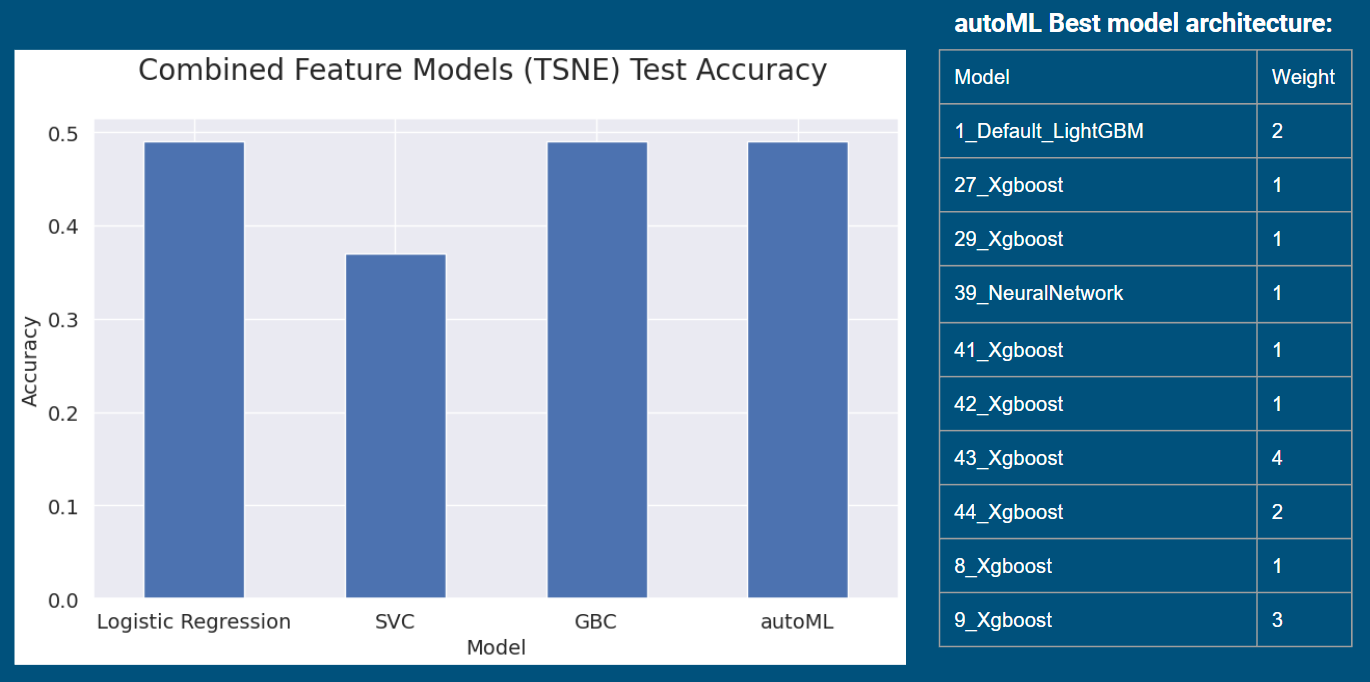 autoML Best model architecture:
Combined Feature Models (TSNE) Test Accuracy
Accuracy
0.5
0.4
0.3
0.2
0.1
0.0
Logistic Regression SVC GBC autoML
Model
Model Weight
1_Default_LightGBM 2
27_Xgboost 1
29_Xgboost 1
39_NeuralNetwork 1
41_Xgboost 1
42_Xgboost 1
43_Xgboost 4
44_Xgboost 2
8_Xgboost 1
9_Xgboost 3